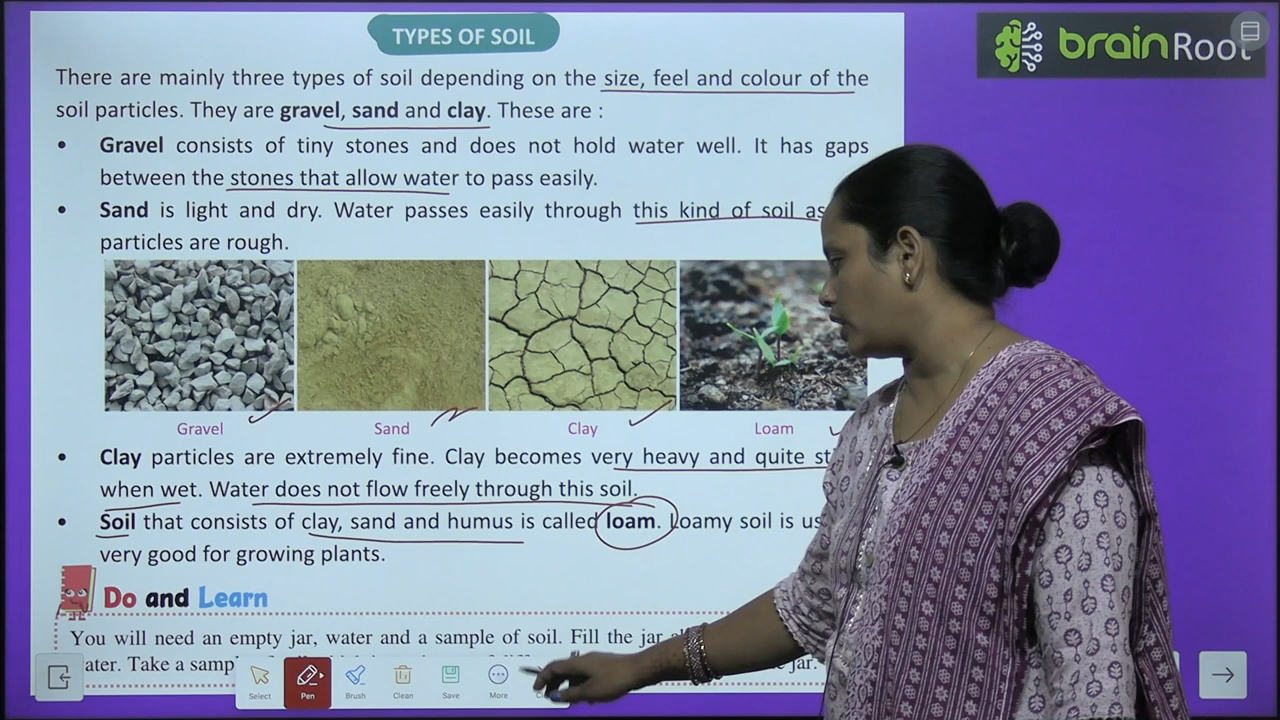 TYPES OF SOIL
brainRoot
There are mainly three types of soil depending on the size, feel and colour of the
soil particles. They are gravel, sand and clay. These are :
• Gravel consists of tiny stones and does not hold water well. It has gaps
between the stones that allow water to pass easily.
• Sand is light and dry. Water passes easily through this kind of soil as
particles are rough.
Gravel Sand Clay Loam
• Clay particles are extremely fine. Clay becomes very heavy and quite
when wet. Water does not flow freely through this soil.
• Soil that consists of clay, sand and humus is called loam. Loamy soil is
very good for growing plants.
Do and Learn
You will need an empty jar, water and a sample of soil. Fill the jar
Take a jar.
Select Pen Brush Clean Save More